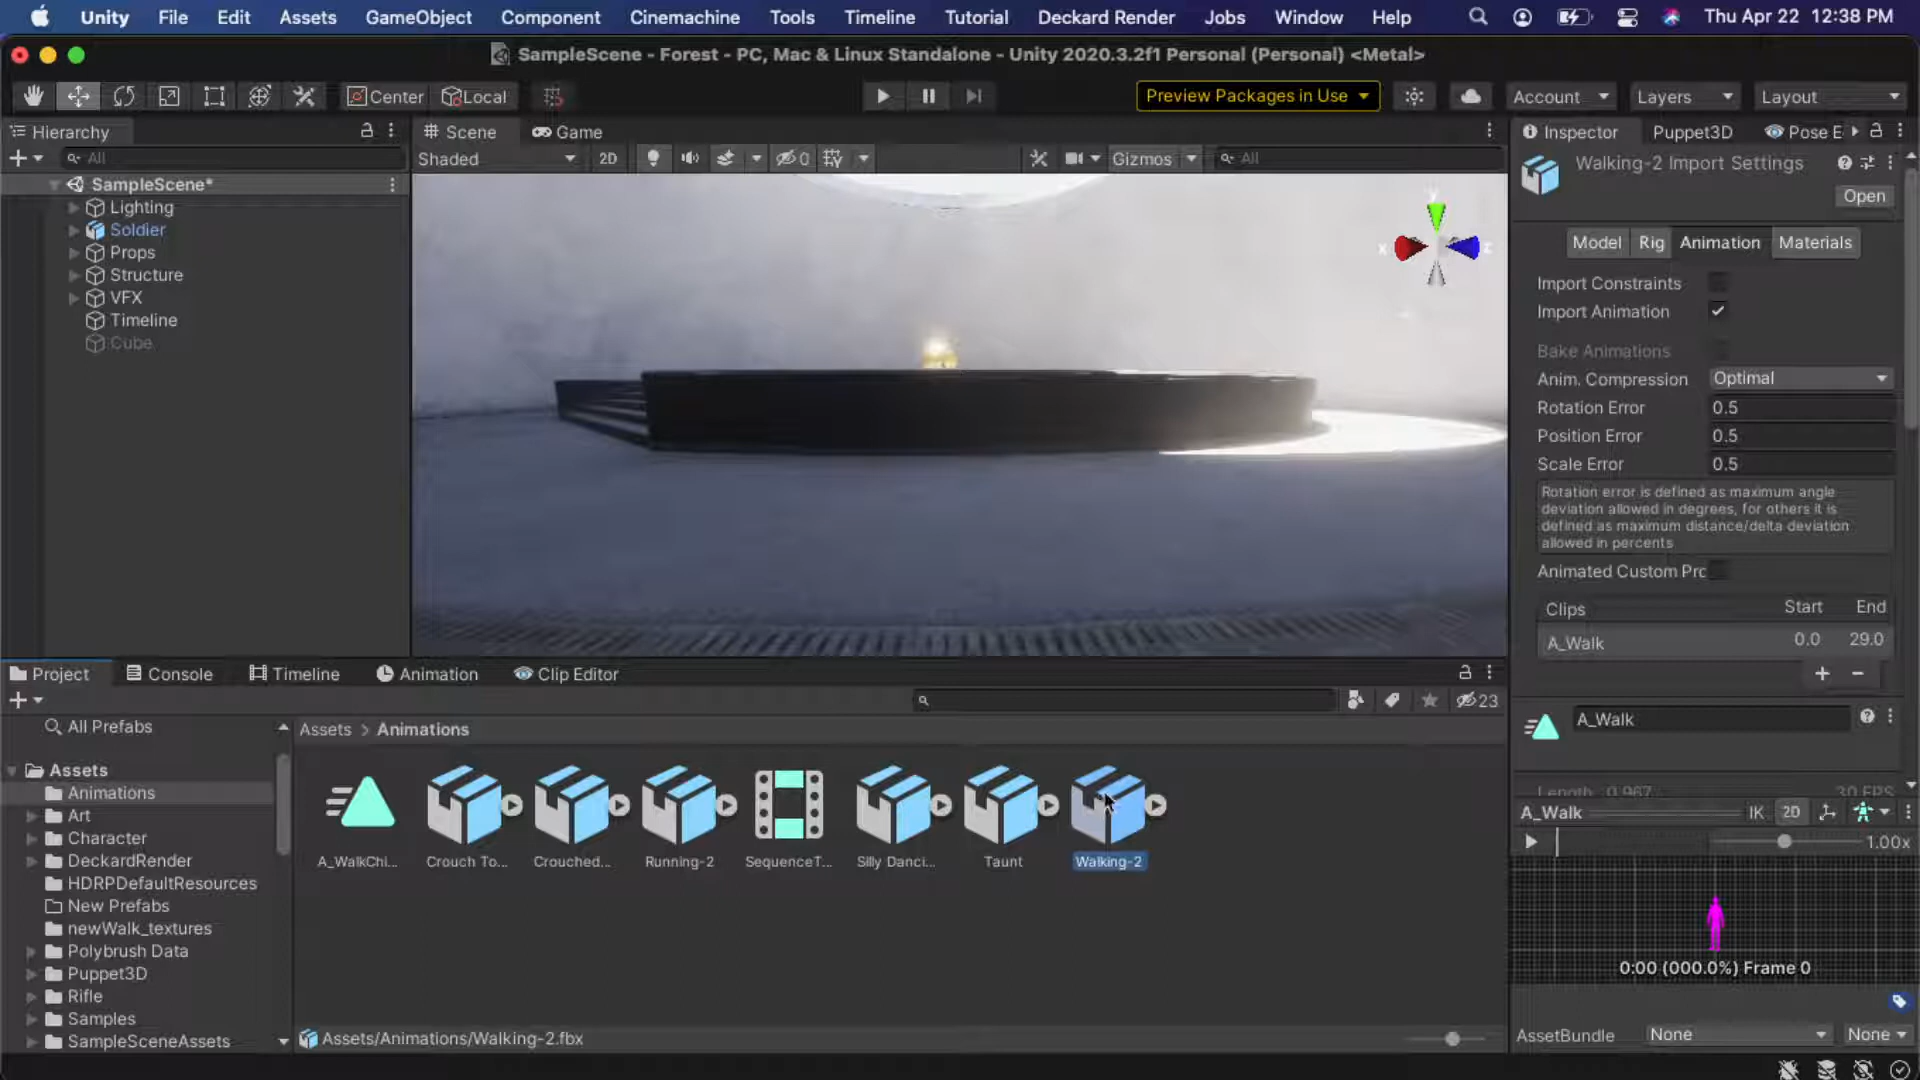 Unity File Edit Assets GameObject Component Cinemachine Tools Timeline Tutorial Deckard Render Jobs Window Help Thu Apr 22 12:38 PM
SampleScene - Forest - PC, Mac & Linux Standalone - Unity 2020.3.2f1 Personal (Personal) <Metal>
Center Local Preview Packages in Use Account Layers Layout
Hierarchy
All
SampleScene*
Lighting
Soldier
Props
Structure
VFX
Timeline
Cube
Scene Game
Shaded 2D 0 Gizmos All
y
x z
Inspector Puppet3D Pose E
Walking-2 Import Settings
Open
Model Rig Animation Materials
Import Constraints
Import Animation
Bake Animations
Anim. Compression Optimal
Rotation Error 0.5
Position Error 0.5
Scale Error 0.5
Rotation error is defined as maximum angle
deviation allowed in degrees, for others it is
defined as maximum distance/delta deviation
allowed in percents
Animated Custom Prc
Clips Start End
A_Walk 0.0 29.0
A_Walk
Length 0.967 30 FPS
A_Walk IK 2D
1.00x
0:00 (000.0%) Frame 0
AssetBundle None None
Project Console Timeline Animation Clip Editor
23
All Prefabs
Assets
Animations
Art
Character
DeckardRender
HDRPDefaultResources
New Prefabs
newWalk_textures
Polybrush Data
Puppet3D
Rifle
Samples
SampleSceneAssets
Assets > Animations
A_WalkChi... Crouch To... Crouched... Running-2 SequenceT... Silly Danci... Taunt Walking-2
Assets/Animations/Walking-2.fbx